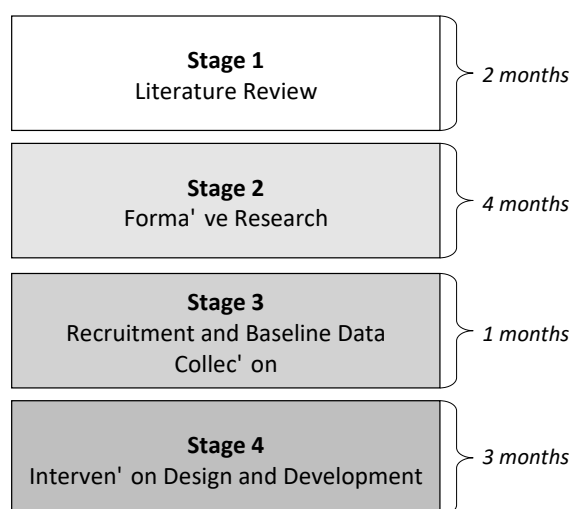 Stage 1
Literature Review
2 months
Stage 2
Forma' ve Research
4 months
Stage 3
Recruitment and Baseline Data
Collec' on
1 months
Stage 4
Interven' on Design and Development
3 months